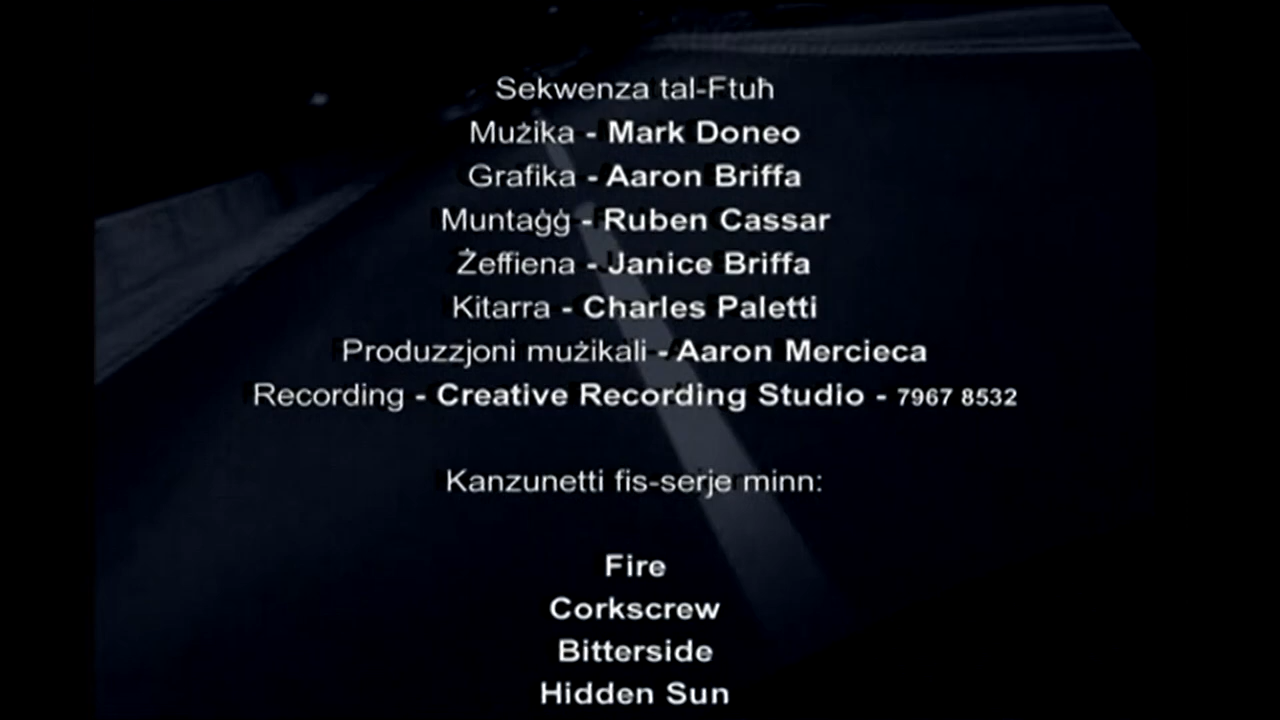 Sekwenza tal-Ftuħ
Mużika - Mark Doneo
Grafika - Aaron Briffa
Muntaġġ - Ruben Cassar
Żeffiena - Janice Briffa
Kitarra - Charles Paletti
Produzzjoni mużikali - Aaron Mercieca
Recording - Creative Recording Studio - 7967 8532
Kanzunetti fis-serje minn:
Fire
Corkscrew
Bitterside
Hidden Sun